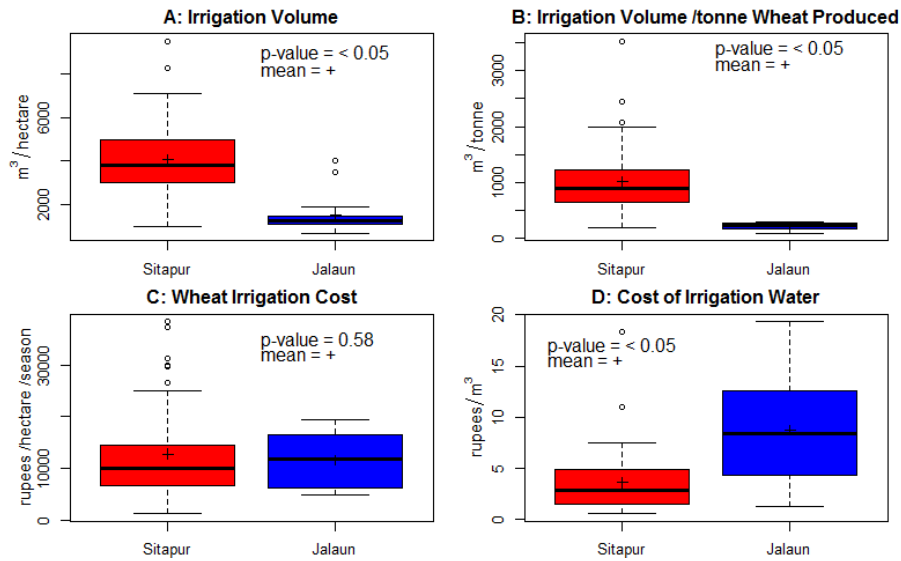 A: Irrigation Volume
p-value = < 0.05
mean = +
m³/hectare
6000
2000
Sitapur
Jalaun
B: Irrigation Volume /tonne Wheat Produced
p-value = < 0.05
mean = +
m³/tonne
3000
2000
1000
0
Sitapur
Jalaun
C: Wheat Irrigation Cost
p-value = 0.58
mean = +
rupees /hectare /season
30000
10000
0
Sitapur
Jalaun
D: Cost of Irrigation Water
p-value = < 0.05
mean = +
rupees/m³
20
15
10
5
0
Sitapur
Jalaun